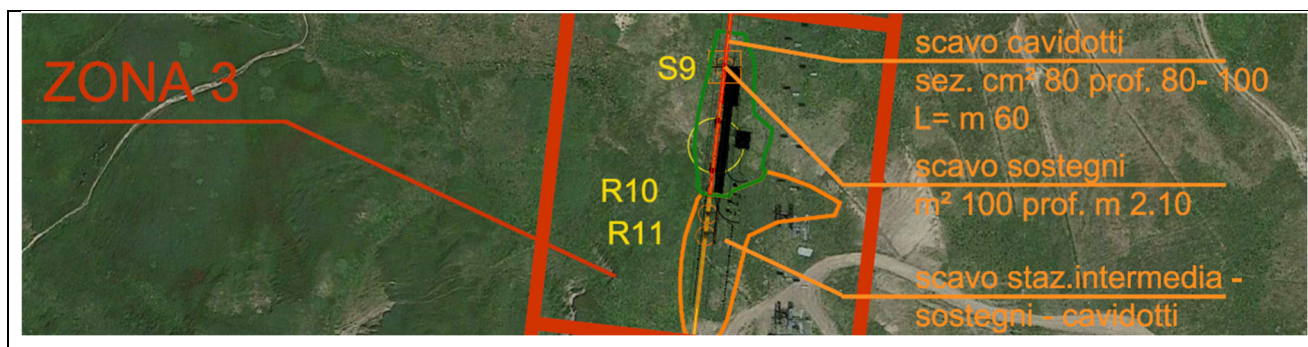 ZONA 3
S9
R10
R11
scavo cavidotti
sez. cm² 80 prof. 80- 100
L= m 60
scavo sostegni
m² 100 prof. m 2.10
scavo staz.intermedia -
sostegni - cavidotti